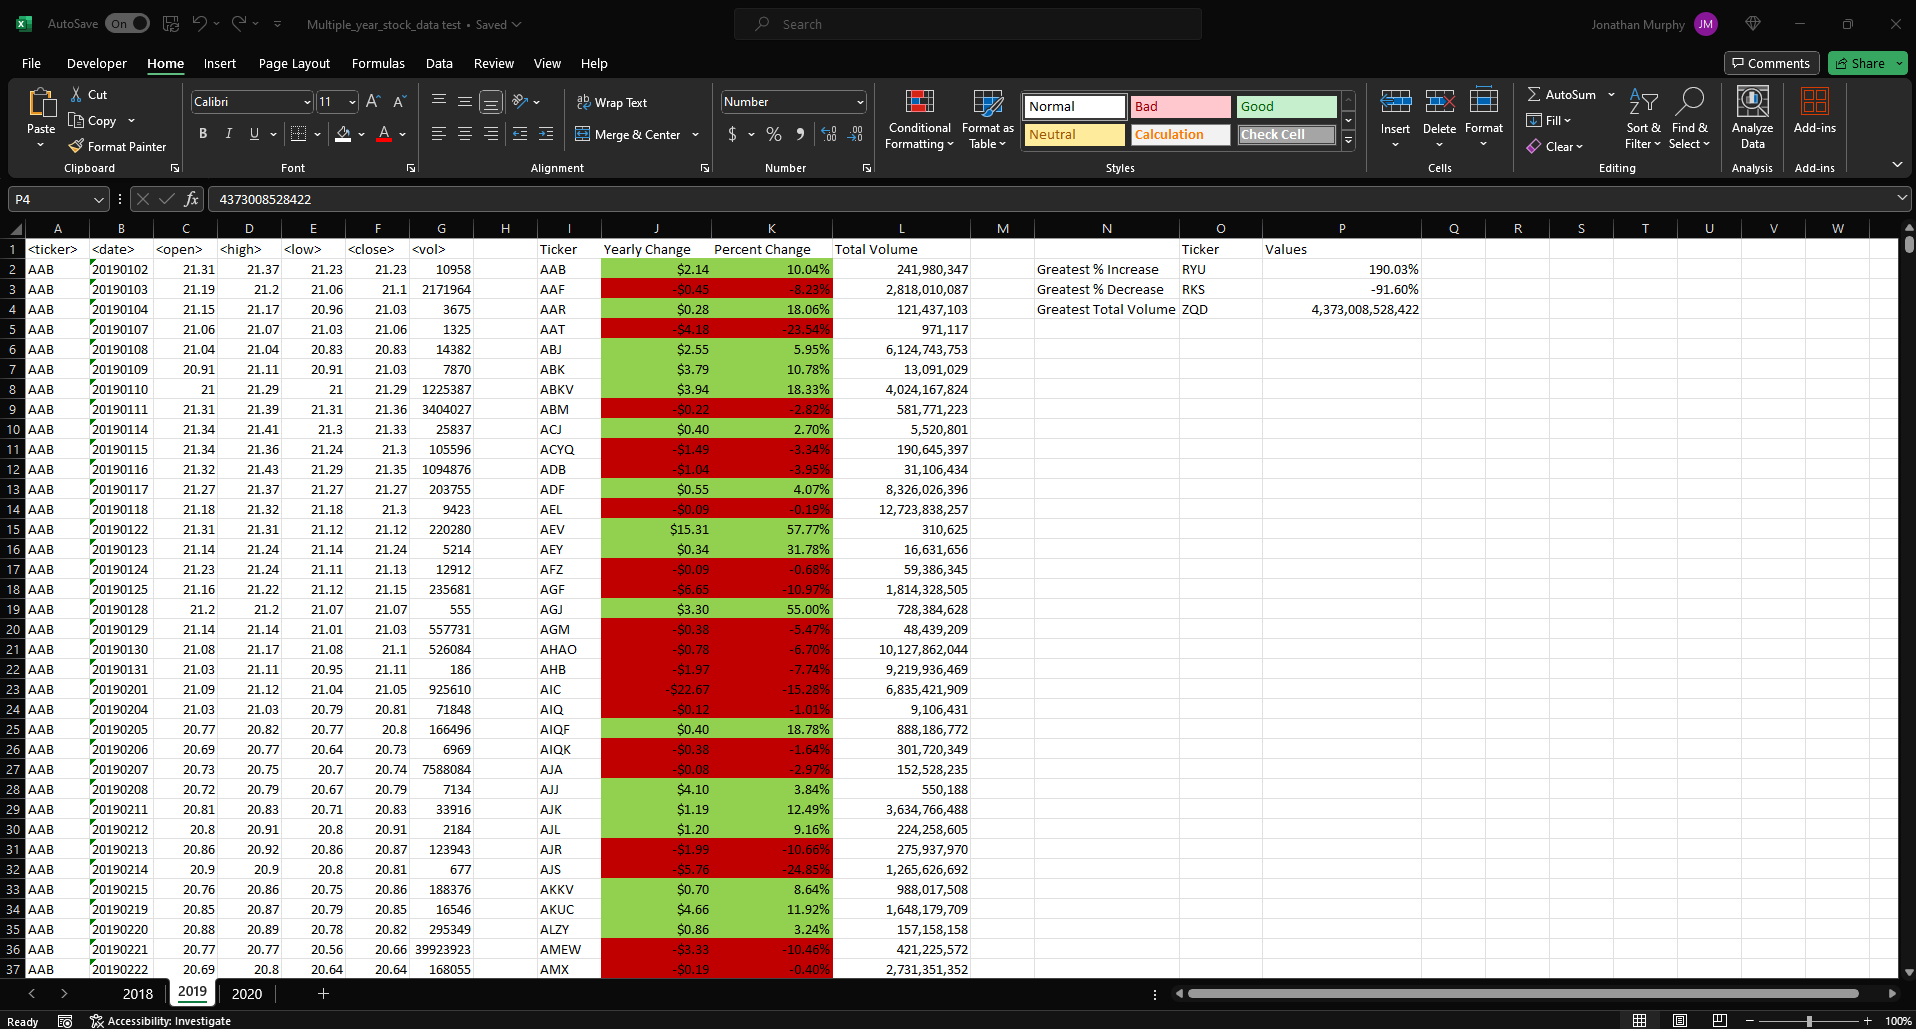 AutoSave On Multiple_year_stock_data test • Saved Search Jonathan Murphy JM
File Developer Home Insert Page Layout Formulas Data Review View Help Comments Share
Paste Cut Copy Format Painter Clipboard
Calibri 11 B I U A Font
Wrap Text Merge & Center Alignment
Number $ % Number
Conditional Formatting Format as Table Normal Bad Good Neutral Calculation Check Cell Styles
Insert Delete Format Cells
AutoSum Fill Clear Sort & Filter Find & Select Editing
Analyze Data Analysis Add-ins Add-ins
P4 fx 4373008528422
A B C D E F G H I J K L M N O P Q R S T U V W
1 <ticker> <date> <open> <high> <low> <close> <vol> Ticker Yearly Change Percent Change Total Volume Ticker Values
2 AAB 20190102 21.31 21.37 21.23 21.23 10958 AAB $2.14 10.04% 241,980,347 Greatest % Increase RYU 190.03%
3 AAB 20190103 21.19 21.2 21.06 21.1 2171964 AAF -$0.45 -8.23% 2,818,010,087 Greatest % Decrease RKS -91.60%
4 AAB 20190104 21.15 21.17 20.96 21.03 3675 AAR $0.28 18.06% 121,437,103 Greatest Total Volume ZQD 4,373,008,528,422
5 AAB 20190107 21.06 21.07 21.03 21.06 1325 AAT -$4.18 -23.54% 971,117
6 AAB 20190108 21.04 21.04 20.83 20.83 14382 ABJ $2.55 5.95% 6,124,743,753
7 AAB 20190109 20.91 21.11 20.91 21.03 7870 ABK $3.79 10.78% 13,091,029
8 AAB 20190110 21 21.29 21 21.29 1225387 ABKV $3.94 18.33% 4,024,167,824
9 AAB 20190111 21.31 21.39 21.31 21.36 3404027 ABM -$0.22 -2.82% 581,771,223
10 AAB 20190114 21.34 21.41 21.3 21.33 25837 ACJ $0.40 2.70% 5,520,801
11 AAB 20190115 21.34 21.36 21.24 21.3 105596 ACYQ -$1.49 -3.34% 190,645,397
12 AAB 20190116 21.32 21.43 21.29 21.35 1094876 ADB -$1.04 -3.95% 31,106,434
13 AAB 20190117 21.27 21.37 21.27 21.27 203755 ADF $0.55 4.07% 8,326,026,396
14 AAB 20190118 21.18 21.32 21.18 21.3 9423 AEL -$0.09 -0.19% 12,723,838,257
15 AAB 20190122 21.31 21.31 21.12 21.12 220280 AEV $15.31 57.77% 310,625
16 AAB 20190123 21.14 21.24 21.14 21.24 5214 AEY $0.34 31.78% 16,631,656
17 AAB 20190124 21.23 21.24 21.11 21.13 12912 AFZ -$0.09 -0.68% 59,386,345
18 AAB 20190125 21.16 21.22 21.12 21.15 235681 AGF -$6.65 -10.97% 1,814,328,505
19 AAB 20190128 21.2 21.2 21.07 21.07 555 AGJ $3.30 55.00% 728,384,628
20 AAB 20190129 21.14 21.14 21.01 21.03 557731 AGM -$0.38 -5.47% 48,439,209
21 AAB 20190130 21.08 21.17 21.08 21.1 526084 AHAO -$0.78 -6.70% 10,127,862,044
22 AAB 20190131 21.03 21.11 20.95 21.11 186 AHB -$1.97 -7.74% 9,219,936,469
23 AAB 20190201 21.09 21.12 21.04 21.05 925610 AIC -$22.67 -15.28% 6,835,421,909
24 AAB 20190204 21.03 21.03 20.79 20.81 71848 AIQ -$0.12 -1.01% 9,106,431
25 AAB 20190205 20.77 20.82 20.77 20.8 166496 AIQF $0.40 18.78% 888,186,772
26 AAB 20190206 20.69 20.77 20.64 20.73 6969 AIQK -$0.38 -1.64% 301,720,349
27 AAB 20190207 20.73 20.75 20.7 20.74 7588084 AJA -$0.08 -2.97% 152,528,235
28 AAB 20190208 20.72 20.79 20.67 20.79 7134 AJJ $4.10 3.84% 550,188
29 AAB 20190211 20.81 20.83 20.71 20.83 33916 AJK $1.19 12.49% 3,634,766,488
30 AAB 20190212 20.8 20.91 20.8 20.91 2184 AJL $1.20 9.16% 224,258,605
31 AAB 20190213 20.86 20.92 20.86 20.87 123943 AJR -$1.99 -10.66% 275,937,970
32 AAB 20190214 20.9 20.9 20.8 20.81 677 AJS -$5.76 -24.85% 1,265,626,692
33 AAB 20190215 20.76 20.86 20.75 20.86 188376 AKKV $0.70 8.64% 988,017,508
34 AAB 20190219 20.85 20.87 20.79 20.85 16546 AKUC $4.66 11.92% 1,648,179,709
35 AAB 20190220 20.88 20.89 20.78 20.82 295349 ALZY $0.86 3.24% 157,158,158
36 AAB 20190221 20.77 20.77 20.56 20.66 39923923 AMEW -$3.33 -10.46% 421,225,572
37 AAB 20190222 20.69 20.8 20.64 20.64 168055 AMX -$0.19 -0.40% 2,731,351,352
2018 2019 2020
Ready Accessibility: Investigate 100%